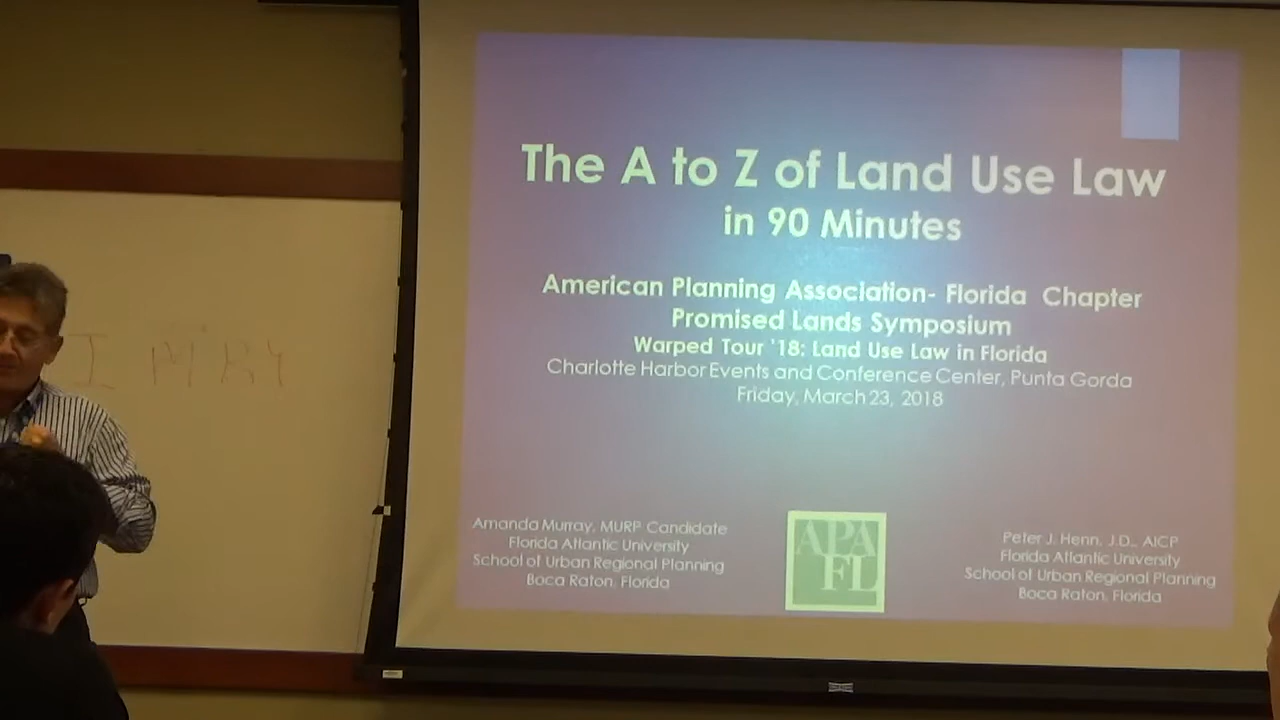 The A to Z of Land Use Law
in 90 Minutes
American Planning Association- Florida Chapter
Promised Lands Symposium
Warped Tour '18: Land Use Law in Florida
Charlotte Harbor Events and Conference Center, Punta Gorda
Friday, March 23, 2018
Amanda Murray, MURP Candidate
Florida Atlantic University
School of Urban Regional Planning
Boca Raton, Florida
APA
FL
Peter J. Henn, J.D., AICP
Florida Atlantic University
School of Urban Regional Planning
Boca Raton, Florida